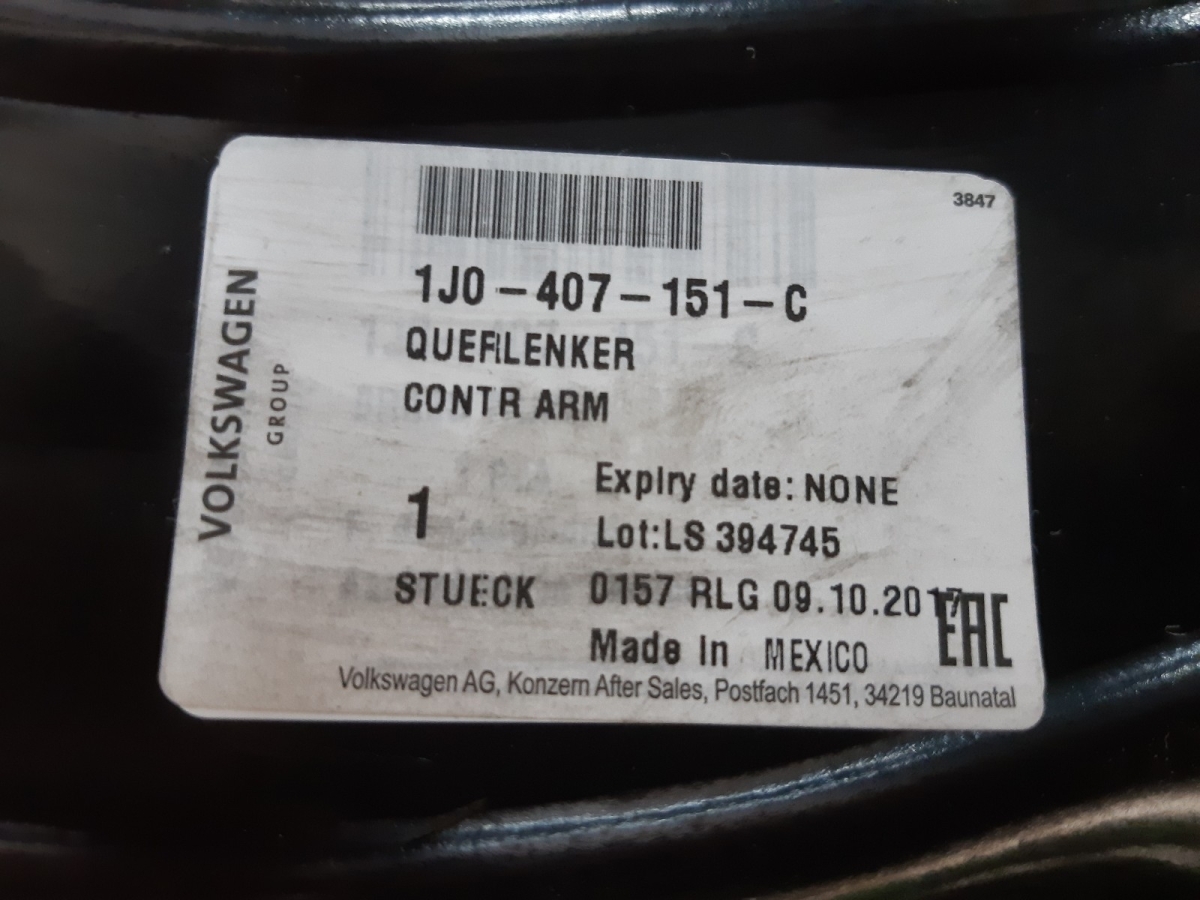 3847
1J0-407-151-C
QUERLENKER
CONTR ARM
VOLKSWAGEN
GROUP
1
Expiry date: NONE
Lot:LS 394745
STUECK
0157 RLG 09.10.2017
EAC
Made In MEXICO
Volkswagen AG, Konzern After Sales, Postfach 1451, 34219 Baunatal